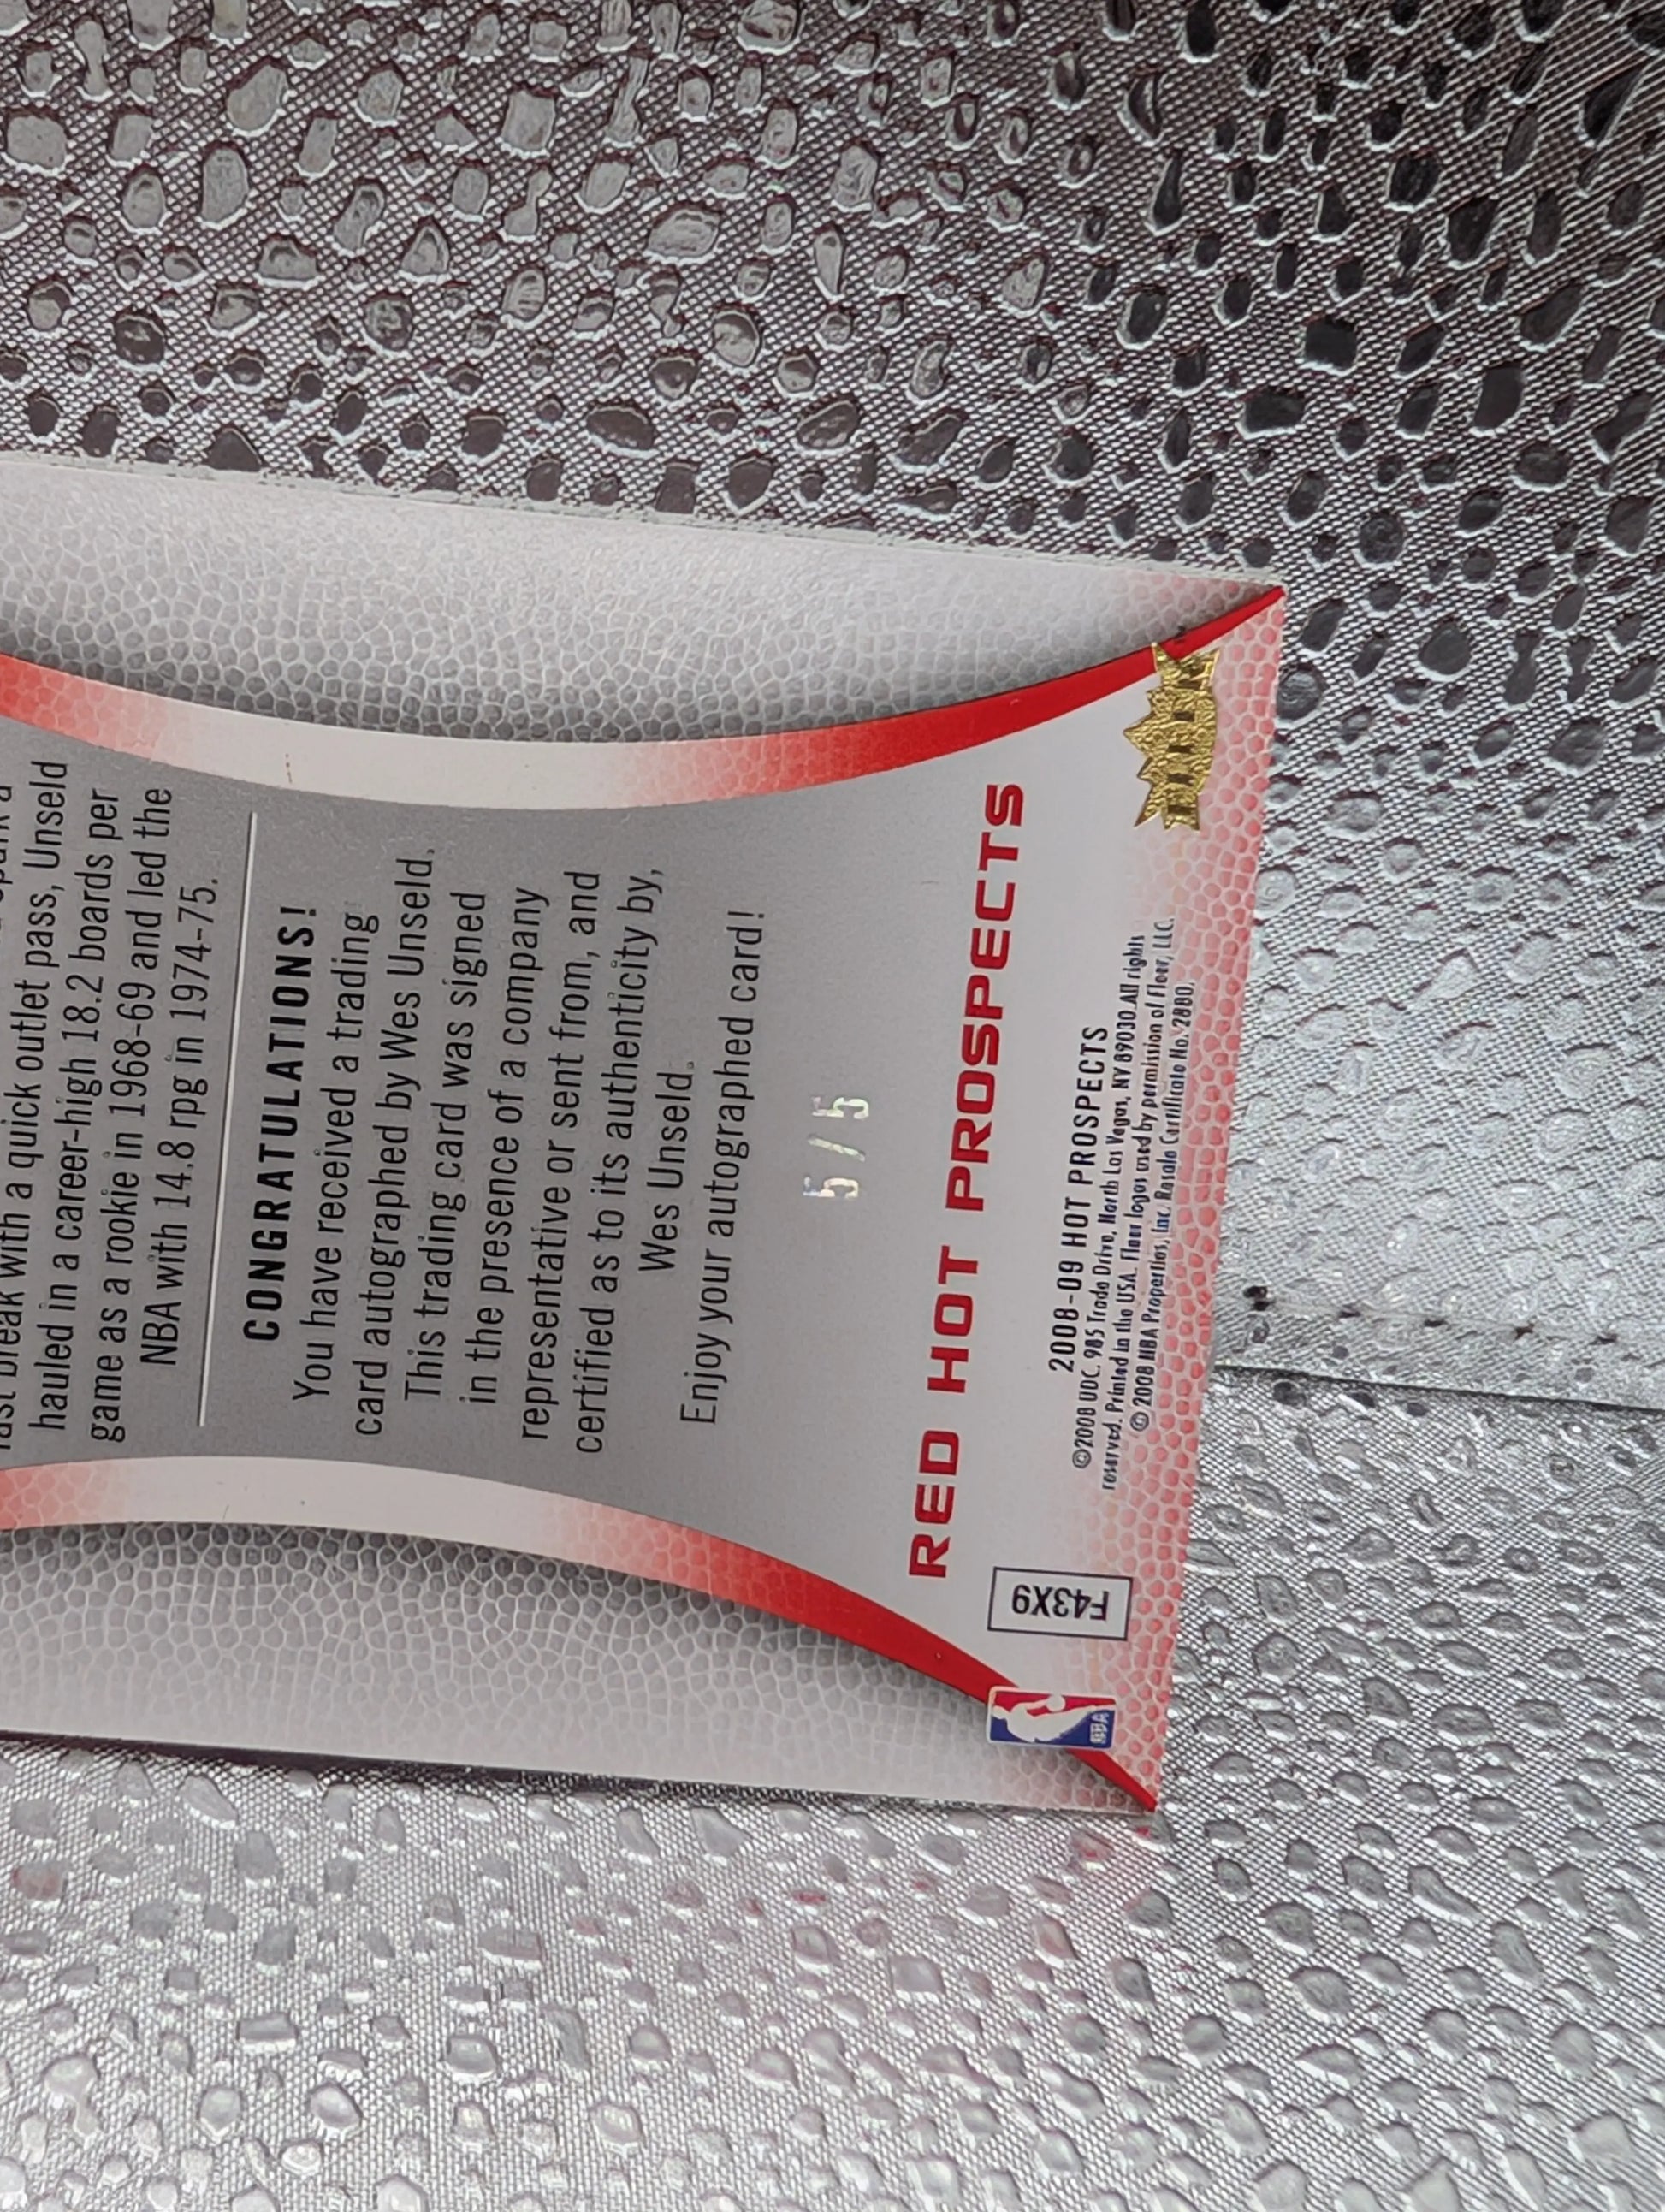 fast break with a quick outlet pass, Unseld
hauled in a career-high 18.2 boards per
game as a rookie in 1968-69 and led the
NBA with 14.8 rpg in 1974-75.
CONGRATULATIONS!
You have received a trading
card autographed by Wes Unseld.
This trading card was signed
in the presence of a company
representative or sent from, and
certified as to its authenticity by,
Wes Unseld.
Enjoy your autographed card!
5/5
RED HOT PROSPECTS
F43X9
2008-09 HOT PROSPECTS
©2008 UDC. 985 Trade Drive, North Las Vegas, NV 89030. All rights
reserved. Printed in the USA. Fleer logos used by permission of Fleer, LLC.
© 2008 NBA Properties, Inc. Resale Certificate No. 2880.
NBA
FLEER